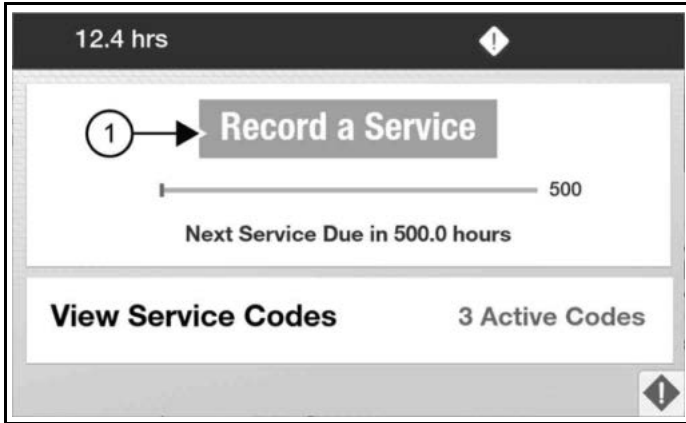 12.4 hrs
1
Record a Service
500
Next Service Due in 500.0 hours
View Service Codes 3 Active Codes